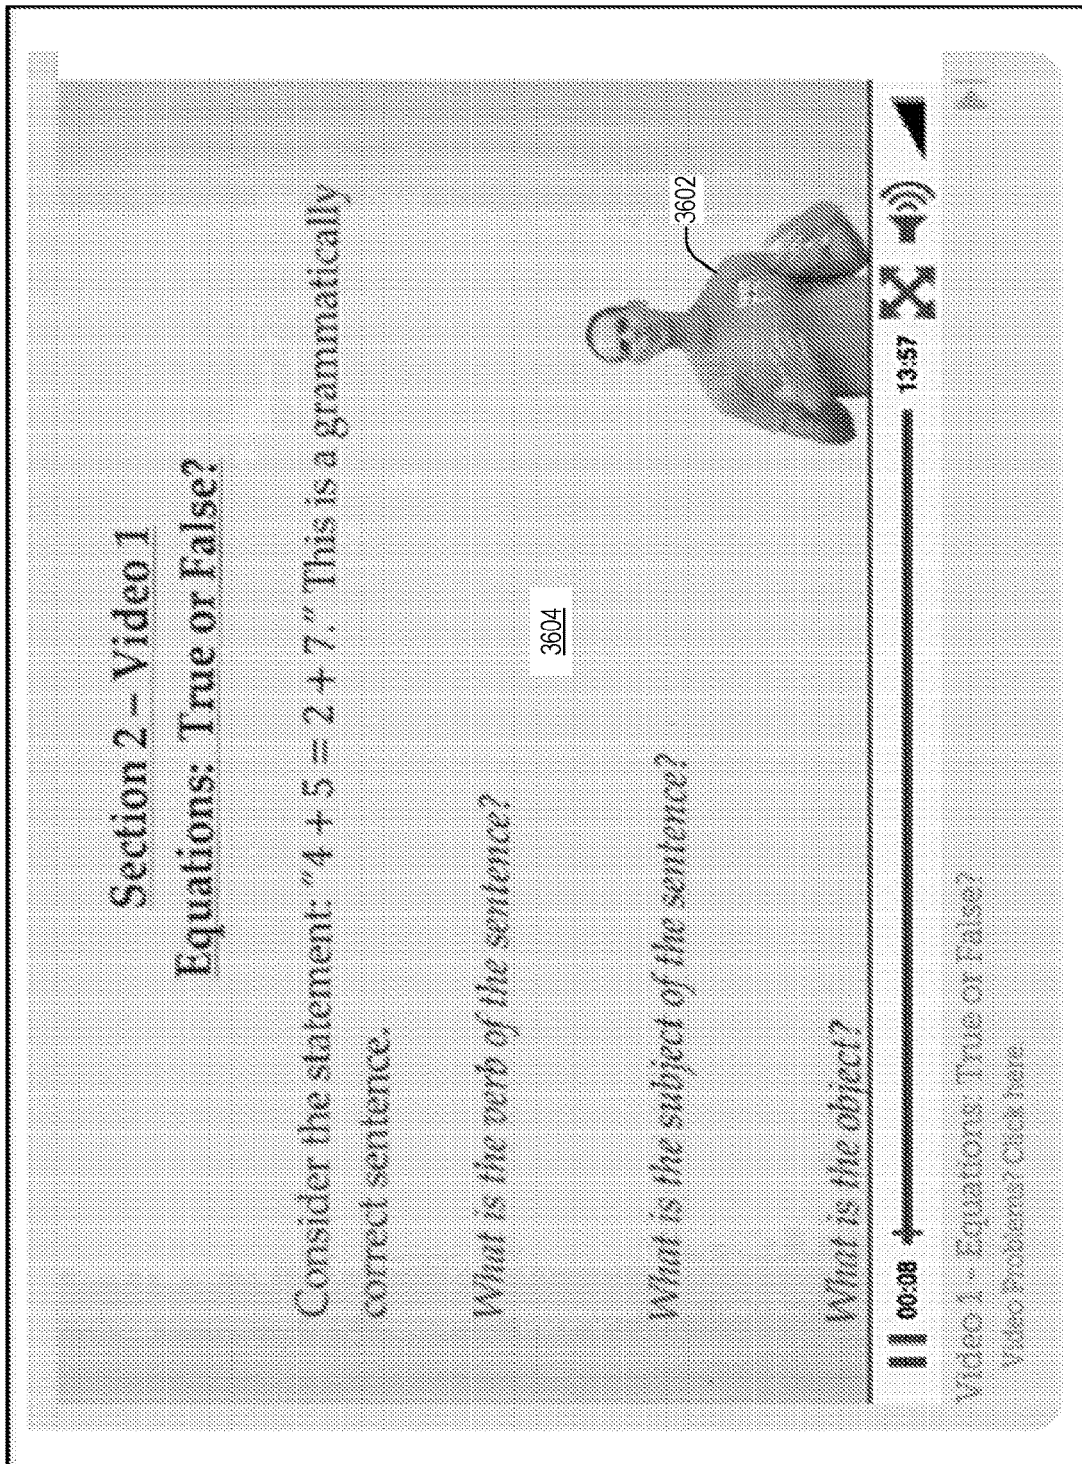 Section 2 – Video 1
Equations: True or False?
Consider the statement: "4 + 5 = 2 + 7." This is a grammatically
correct sentence.
What is the verb of the sentence?
3604
What is the subject of the sentence?
3602
What is the object?
00:08 13:57
Video 1 - Equations: True or False?
Video Problems? Click here